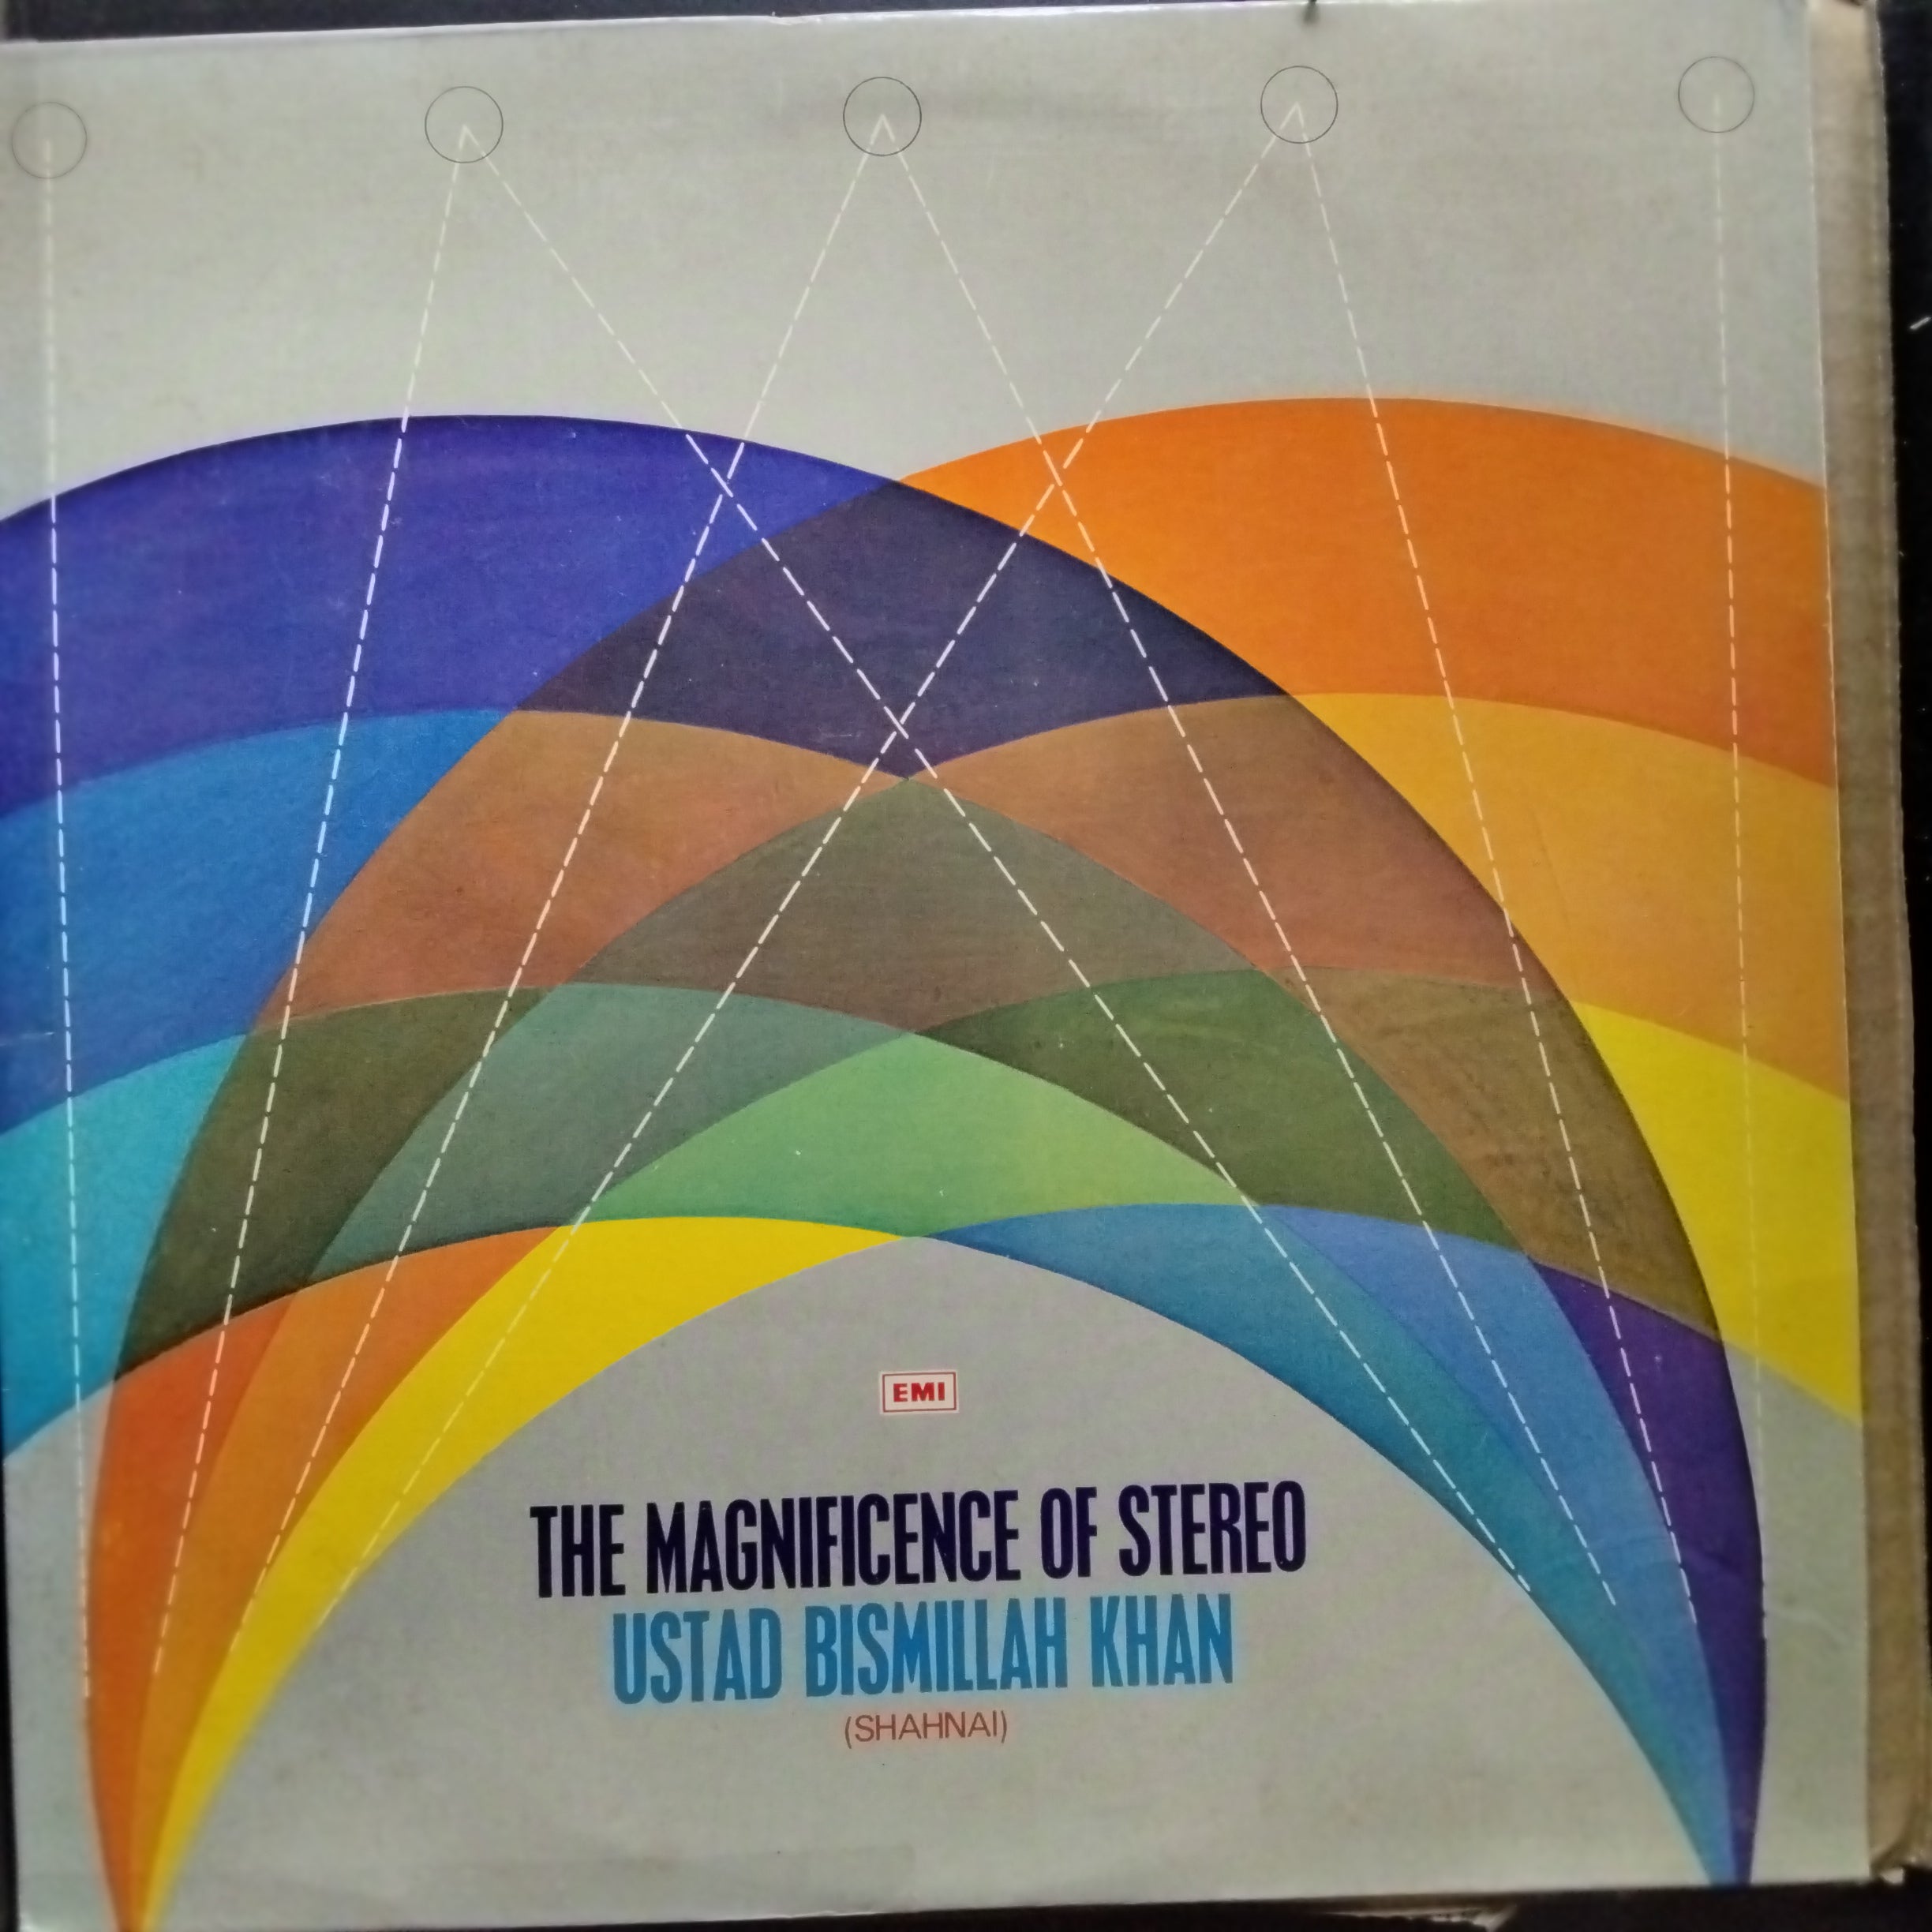 EMI
THE MAGNIFICENCE OF STEREO
USTAD BISMILLAH KHAN
(SHAHNAI)